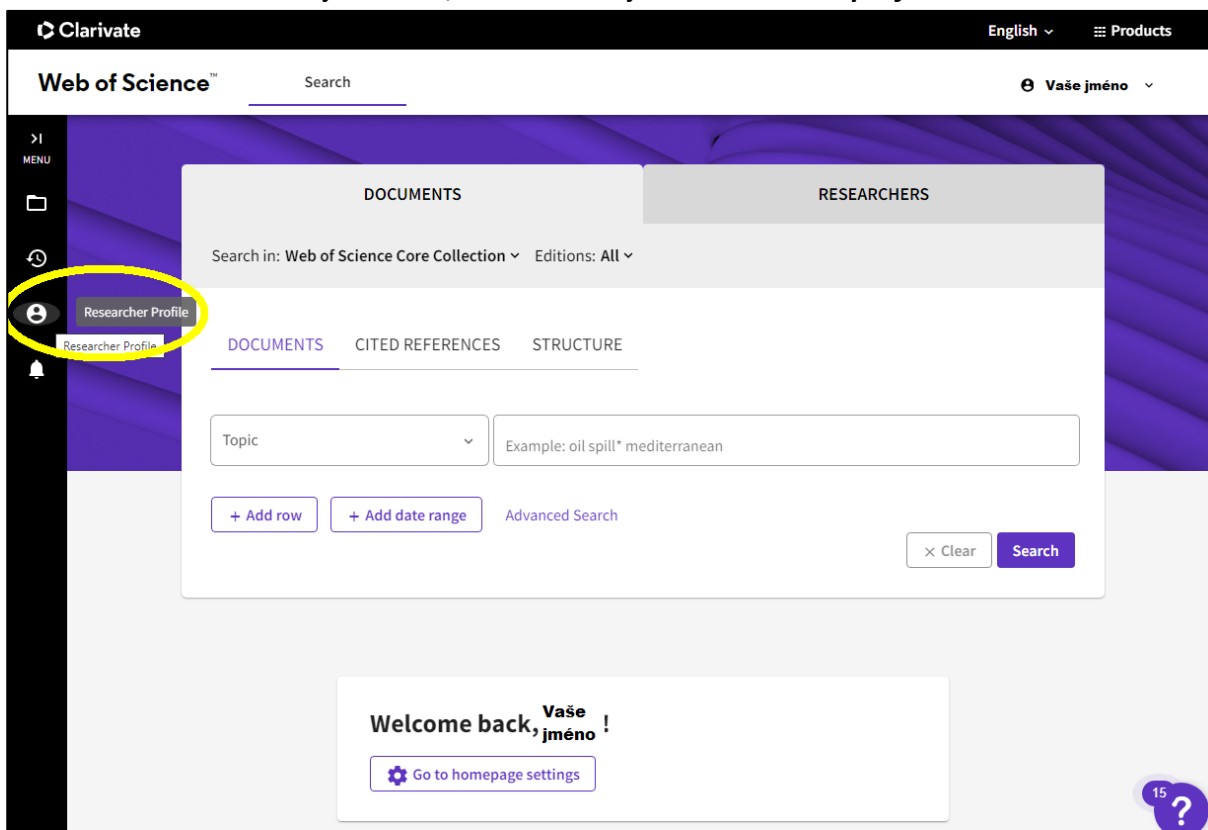 Clarivate
English
Products
Web of Science™
Search
Vaše jméno
MENU
DOCUMENTS
RESEARCHERS
Search in: Web of Science Core Collection Editions: All
Researcher Profile
Researcher Profile
DOCUMENTS CITED REFERENCES STRUCTURE
Topic
Example: oil spill* mediterranean
+ Add row
+ Add date range
Advanced Search
× Clear
Search
Welcome back, Vaše jméno !
Go to homepage settings
15
?